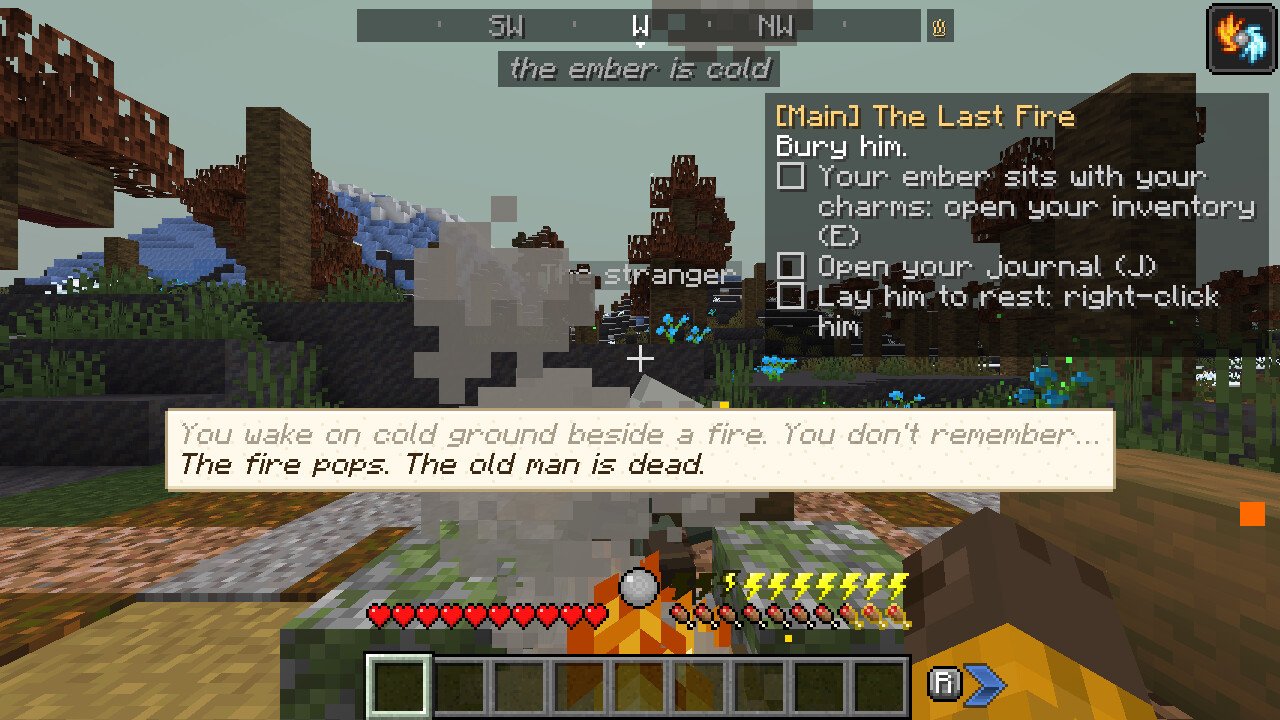 SW W NW
the ember is cold
[Main] The Last Fire
Bury him.
Your ember sits with your
charms: open your inventory
(E)
Open your journal (J)
Lay him to rest: right-click
him
The stranger
You wake on cold ground beside a fire. You don't remember...
The fire pops. The old man is dead.
R